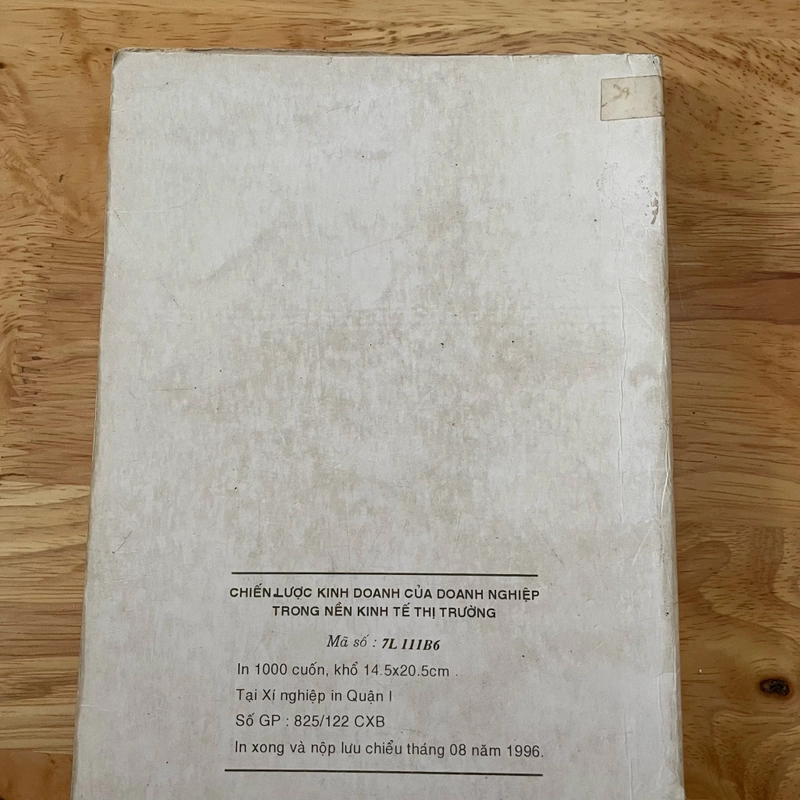 CHIẾN LƯỢC KINH DOANH CỦA DOANH NGHIỆP
TRONG NỀN KINH TẾ THỊ TRƯỜNG
Mã số : 7L 111B6
In 1000 cuốn, khổ 14.5x20.5cm .
Tại Xí nghiệp in Quận I
Số GP : 825/122 CXB
In xong và nộp lưu chiểu tháng 08 năm 1996.